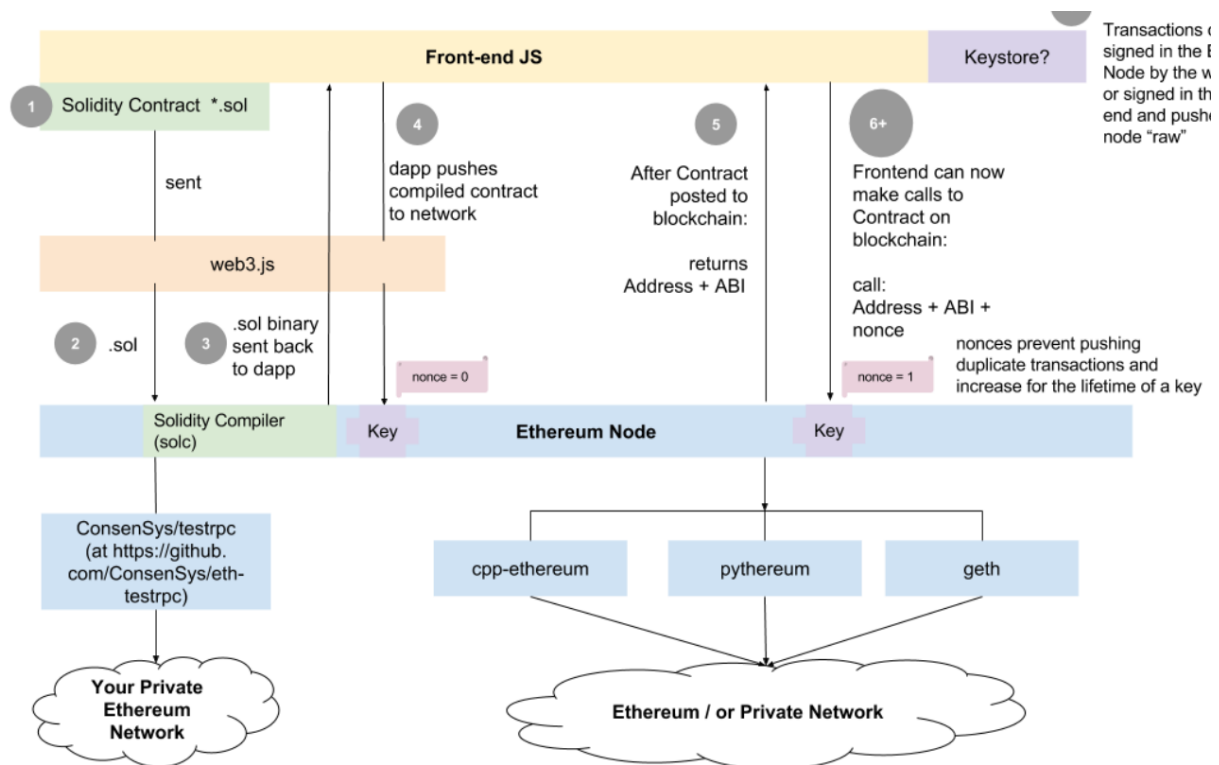 Front-end JS
Keystore?
Transactions
signed in the
Node by the
or signed in
end and
node “raw”
1
Solidity Contract *.sol
sent
web3.js
2
.sol
3
.sol binary
sent back
to dapp
4
dapp pushes
compiled contract
to network
nonce = 0
5
After Contract
posted to
blockchain:
returns
Address + ABI
6+
Frontend can now
make calls to
Contract on
blockchain:
call:
Address + ABI +
nonce
nonce = 1
nonces prevent pushing
duplicate transactions and
increase for the lifetime of a key
Solidity Compiler
(solc)
Key
Ethereum Node
Key
ConsenSys/testrpc
(at https://github.
com/ConsenSys/eth-
testrpc)
cpp-ethereum
pythereum
geth
Your Private
Ethereum
Network
Ethereum / or Private Network